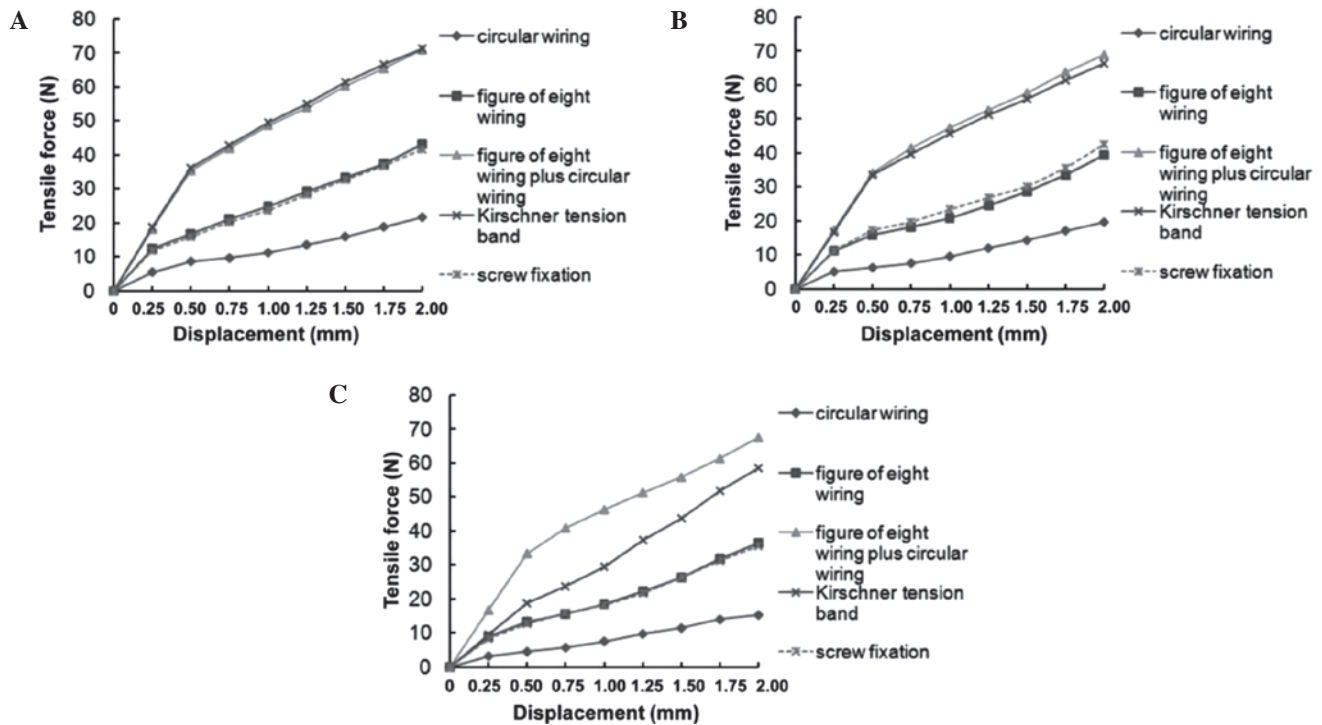 A
80
70
60
50
40
30
20
10
0
Tensile force (N)
0 0.25 0.50 0.75 1.00 1.25 1.50 1.75 2.00
Displacement (mm)
circular wiring
figure of eight
wiring
figure of eight
wiring plus circular
wiring
Kirschner tension
band
screw fixation
B
80
70
60
50
40
30
20
10
0
Tensile force (N)
0 0.25 0.50 0.75 1.00 1.25 1.50 1.75 2.00
Displacement (mm)
circular wiring
figure of eight
wiring
figure of eight
wiring plus circular
wiring
Kirschner tension
band
screw fixation
C
80
70
60
50
40
30
20
10
0
Tensile force (N)
0 0.25 0.50 0.75 1.00 1.25 1.50 1.75 2.00
Displacement (mm)
circular wiring
figure of eight
wiring
figure of eight
wiring plus circular
wiring
Kirschner tension
band
screw fixation